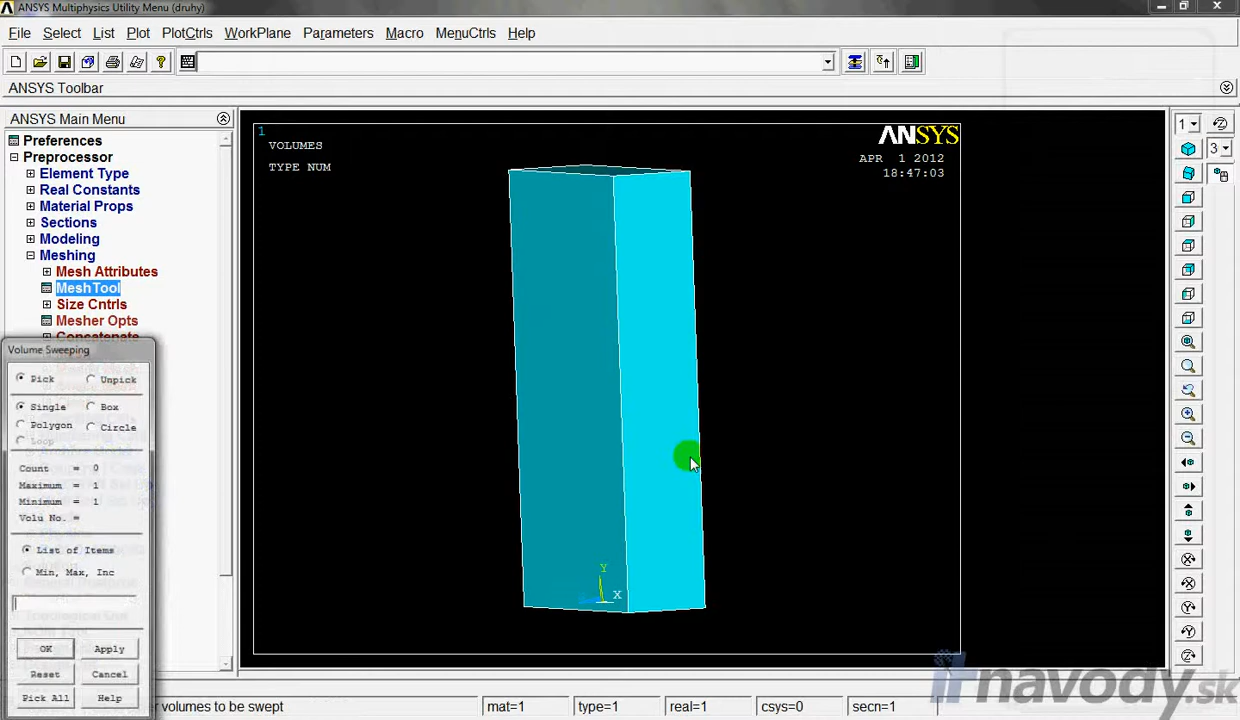 ANSYS Multiphysics Utility Menu (druhy)
File Select List Plot PlotCtrls WorkPlane Parameters Macro MenuCtrls Help
ANSYS Toolbar
ANSYS Main Menu
Preferences
Preprocessor
Element Type
Real Constants
Material Props
Sections
Modeling
Meshing
Mesh Attributes
MeshTool
Size Cntrls
Mesher Opts
Concatenate
Volume Sweeping
Pick Unpick
Single Box
Polygon Circle
Loop
Count = 0
Maximum = 1
Minimum = 1
Volu No. =
List of Items
Min, Max, Inc
OK Apply
Reset Cancel
Pick All Help
1
VOLUMES
TYPE NUM
ANSYS
APR 1 2012
18:47:03
Y
X
1
3
volumes to be swept
mat=1 type=1 real=1 csys=0 secn=1
navody.sk